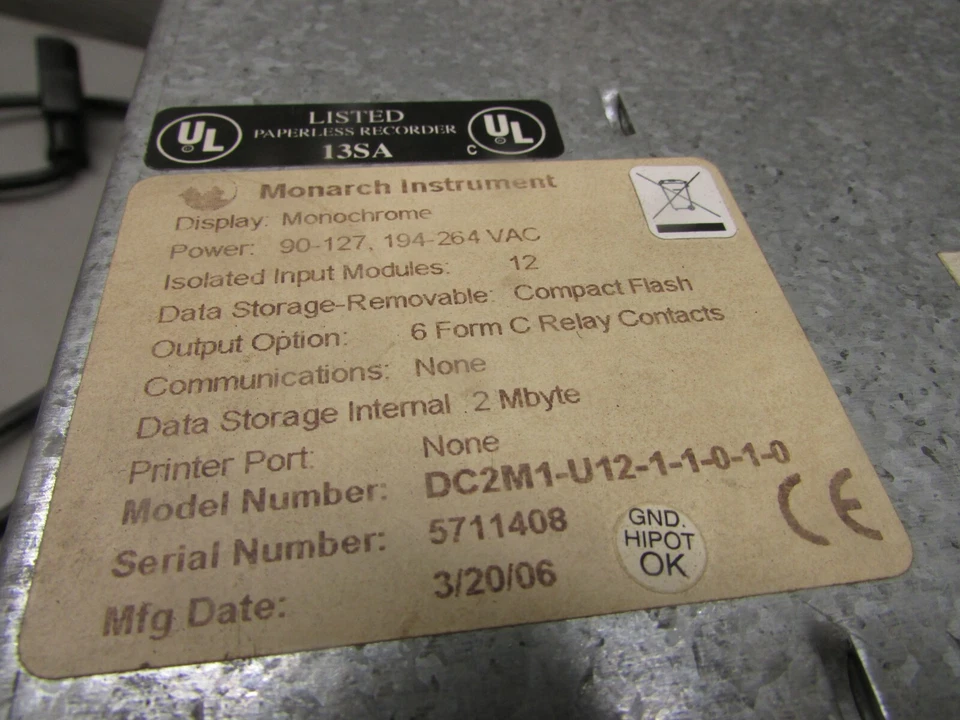 UL
LISTED
PAPERLESS RECORDER
13SA
C UL
Monarch Instrument
Display: Monochrome
Power: 90-127, 194-264 VAC
Isolated Input Modules: 12
Data Storage-Removable: Compact Flash
Output Option: 6 Form C Relay Contacts
Communications: None
Data Storage Internal : 2 Mbyte
Printer Port: None
Model Number: DC2M1-U12-1-1-0-1-0
Serial Number: 5711408
Mfg Date: 3/20/06
GND.
HIPOT
OK
CE